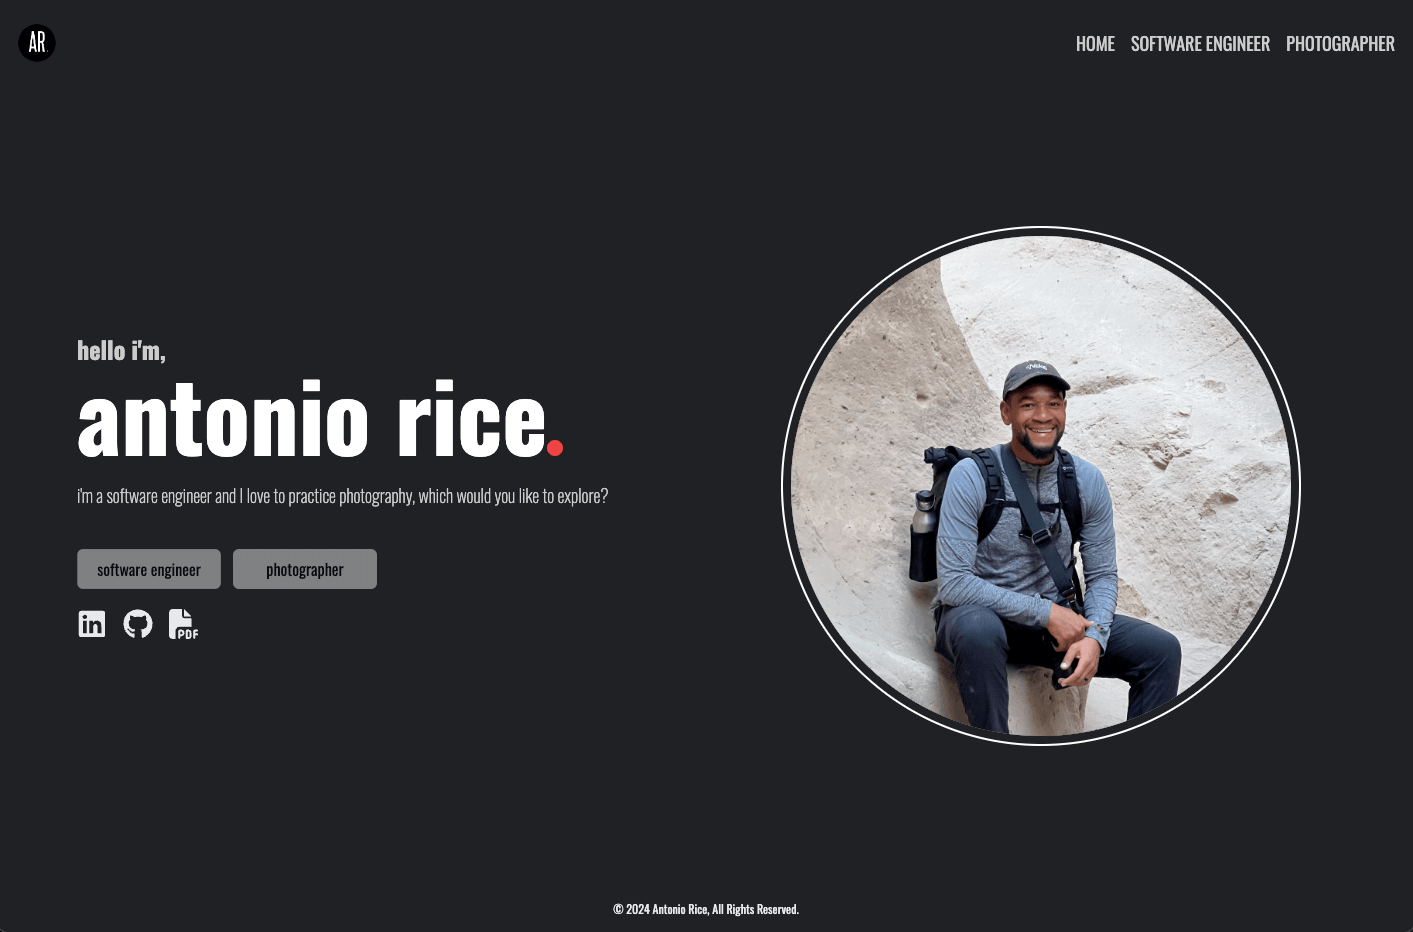 AR.
HOME SOFTWARE ENGINEER PHOTOGRAPHER
hello i'm,
antonio rice.
i'm a software engineer and I love to practice photography, which would you like to explore?
software engineer photographer
in
PDF
© 2024 Antonio Rice, All Rights Reserved.